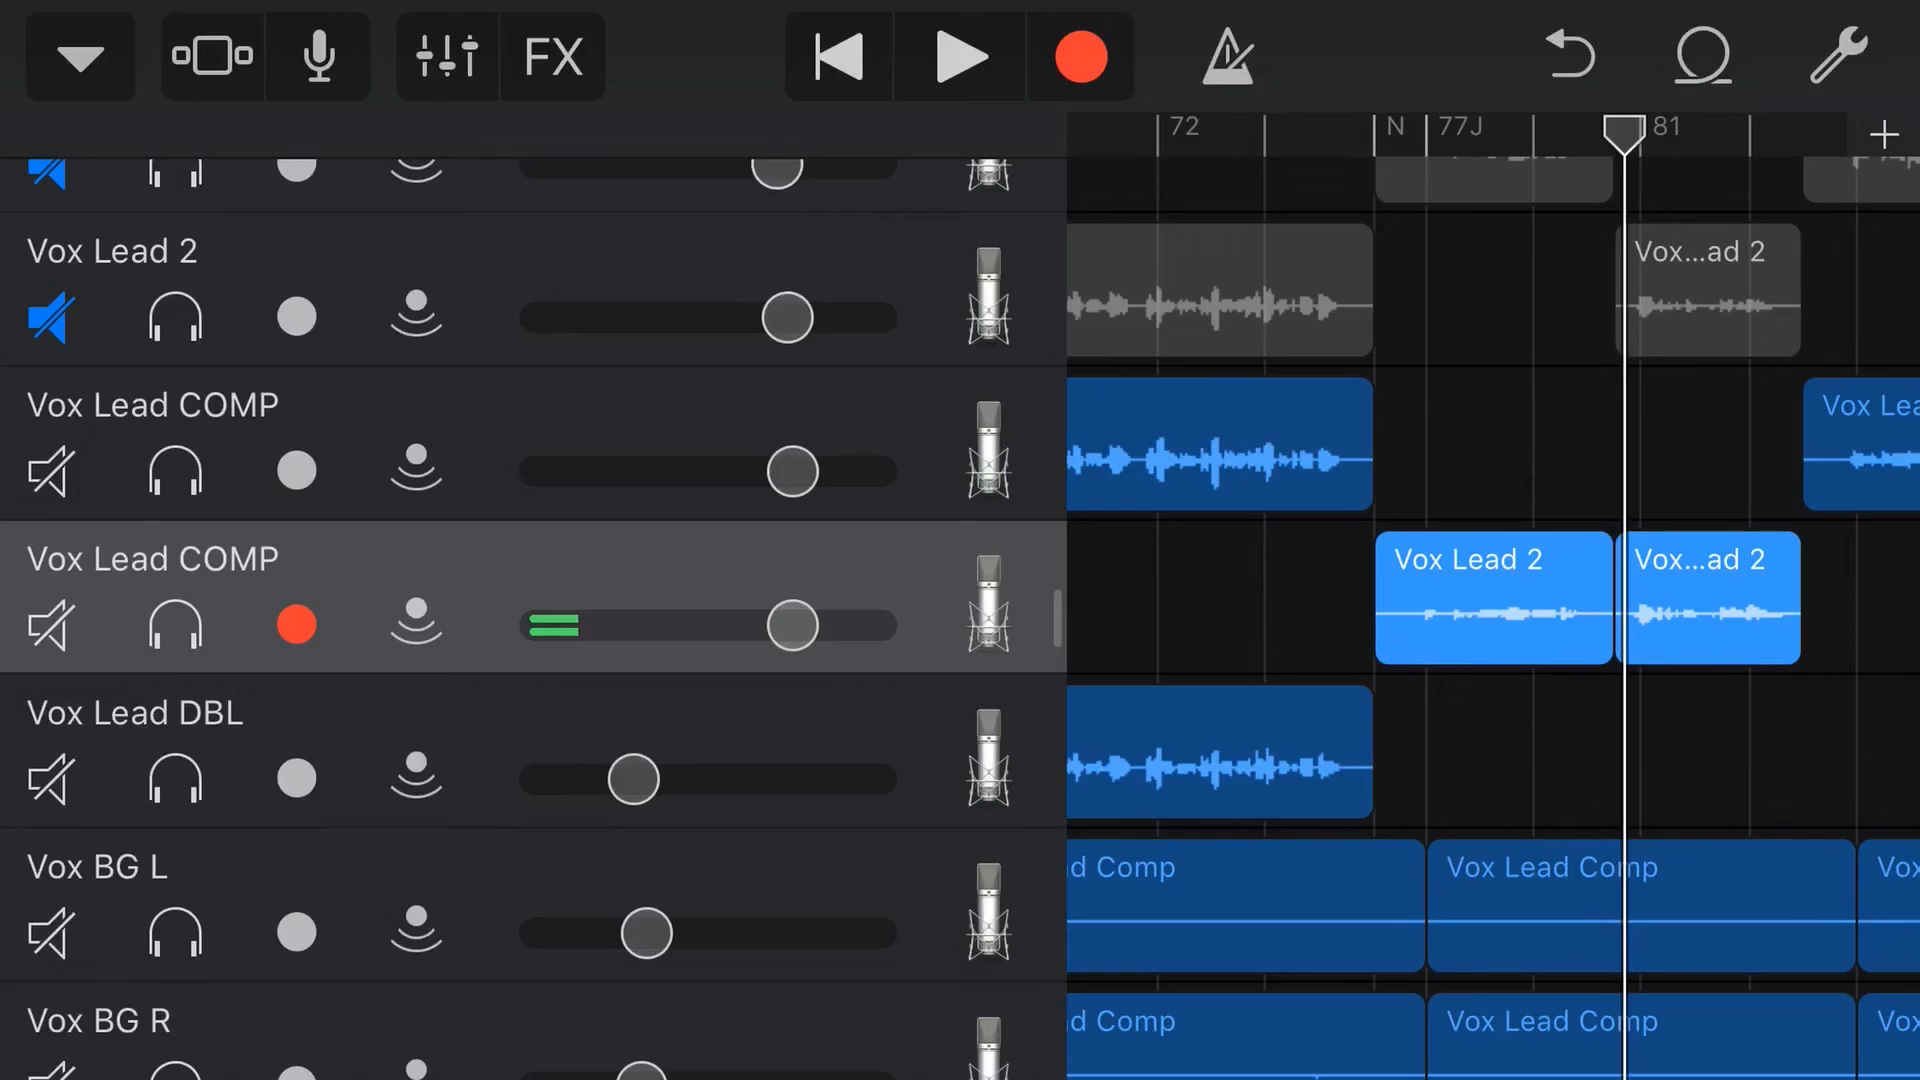 FX
72 N 77J 81
Vox Lead 2
Vox...ad 2
Vox Lead COMP
Vox Lea
Vox Lead COMP
Vox Lead 2
Vox...ad 2
Vox Lead DBL
Vox BG L
d Comp
Vox Lead Comp
Vox
Vox BG R
d Comp
Vox Lead Comp
Vox